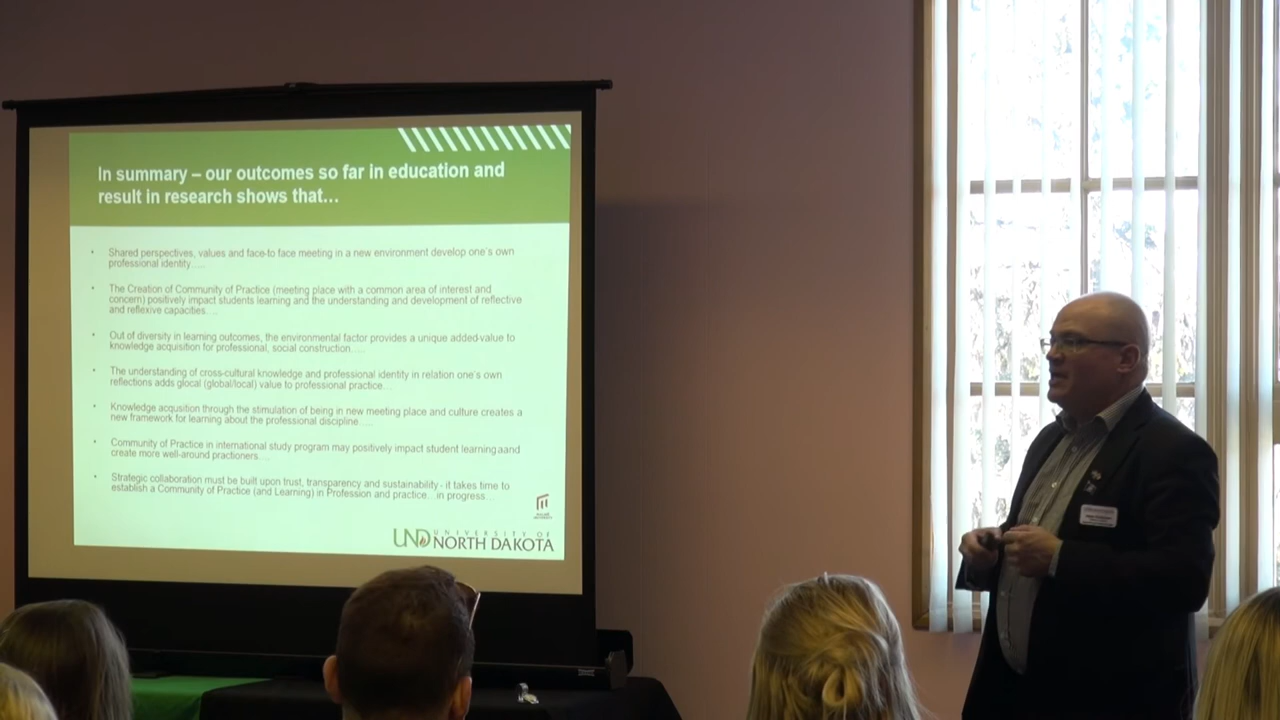 In summary – our outcomes so far in education and
result in research shows that…
• Shared perspectives, values and face-to face meeting in a new environment develop one's own
professional identity.....
• The Creation of Community of Practice (meeting place with a common area of interest and
concern) positively impact students learning and the understanding and development of reflective
and reflexive capacities....
• Out of diversity in learning outcomes, the environmental factor provides a unique added-value to
knowledge acquisition for professional, social construction.....
• The understanding of cross-cultural knowledge and professional identity in relation one's own
reflections adds glocal (global/local) value to professional practice...
• Knowledge acqusition through the stimulation of being in new meeting place and culture creates a
new framework for learning about the professional discipline.....
• Community of Practice in international study program may positively impact student learning aand
create more well-around practioners....
• Strategic collaboration must be built upon trust, transparency and sustainability - it takes time to
establish a Community of Practice (and Learning) in Profession and practice...in progress...
UND UNIVERSITY OF
NORTH DAKOTA